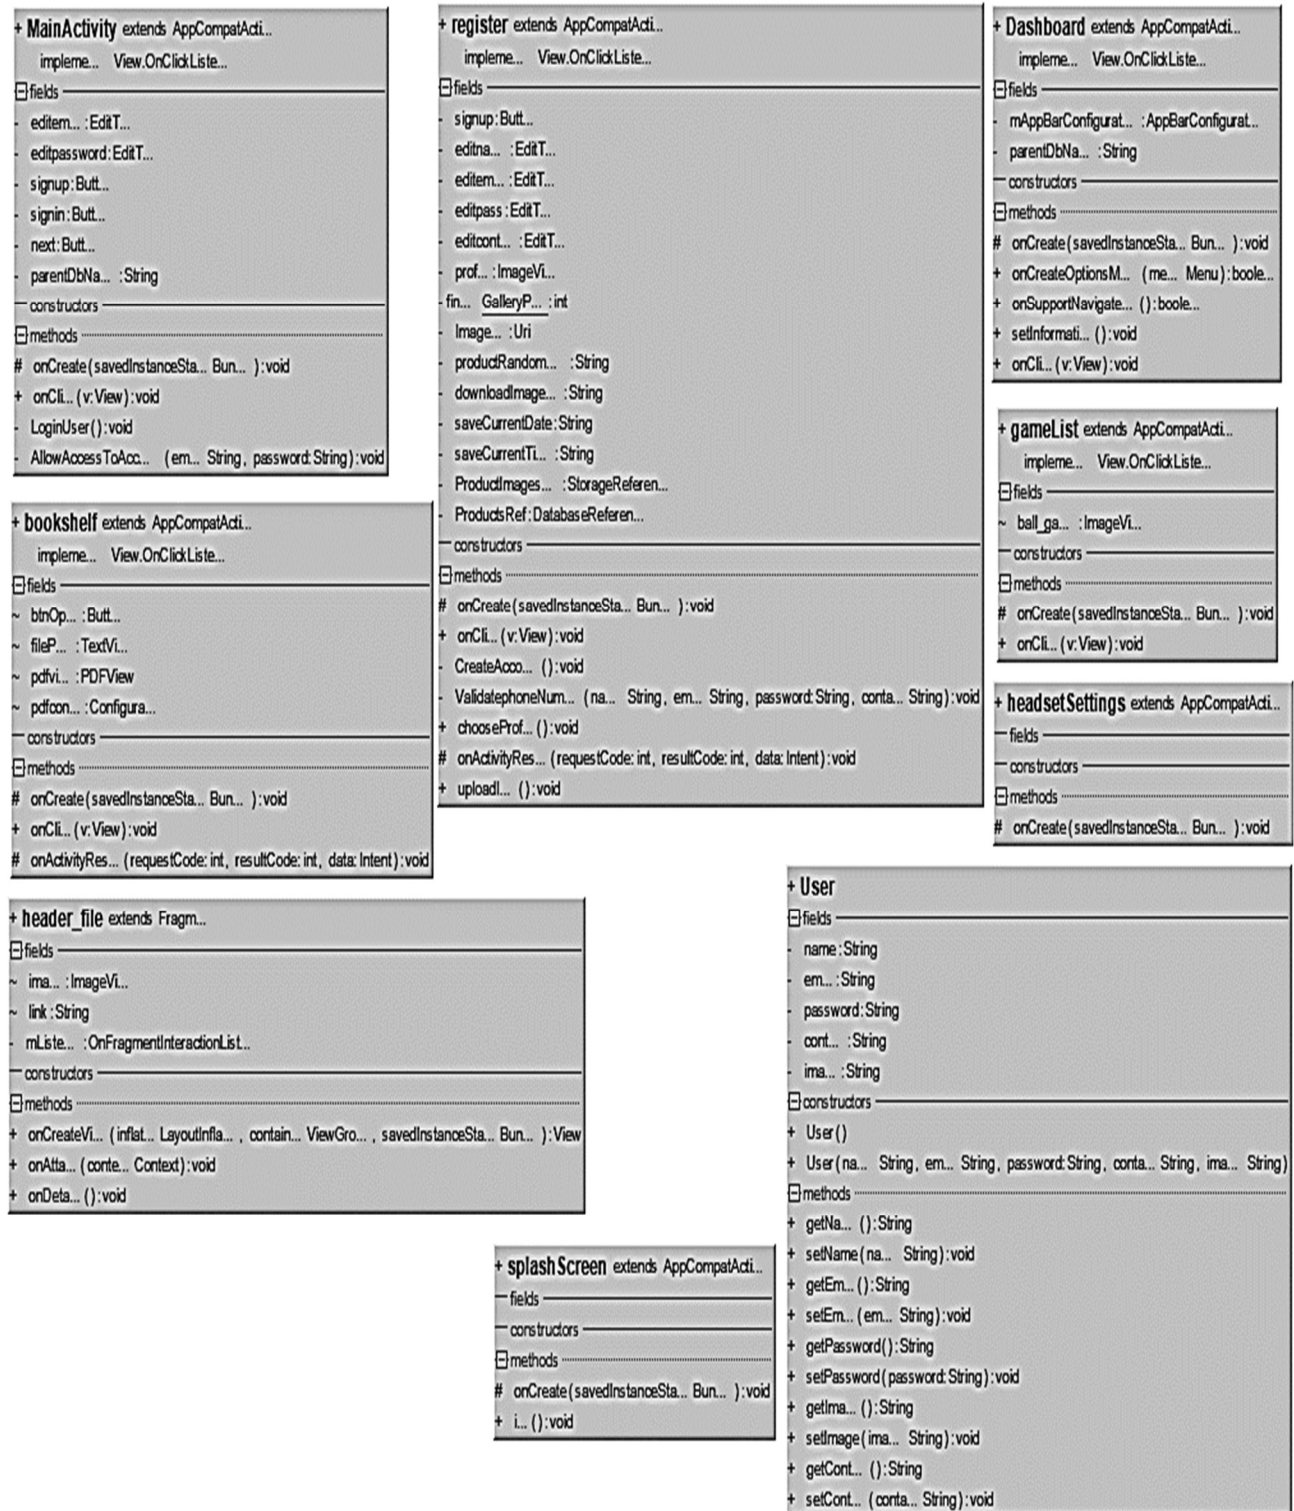 + MainActivity extends AppCompatActi...
impleme... View.OnClickListe...
fields
- editem... :EditT...
- editpassword:EditT...
- signup:Butt...
- signin:Butt...
- next:Butt...
- parentDbNa... :String
constructors
methods
# onCreate(savedInstanceSta... Bun... ):void
+ onCli... (v:View):void
- LoginUser():void
- AllowAccessToAcc... (em... String, password:String):void
+ register extends AppCompatActi...
impleme... View.OnClickListe...
fields
- signup:Butt...
- editna... :EditT...
- editem... :EditT...
- editpass:EditT...
- editcont... :EditT...
- prof... :ImageVi...
- fin... GalleryP... :int
- Image... :Uri
- productRandom... :String
- downloadImage... :String
- saveCurrentDate:String
- saveCurrentTi... :String
- ProductImages... :StorageReferen...
- ProductsRef:DatabaseReferen...
constructors
methods
# onCreate(savedInstanceSta... Bun... ):void
+ onCli... (v:View):void
- CreateAcco... ():void
- ValidatephoneNum... (na... String, em... String, password:String, conta... String):void
+ chooseProf... ():void
# onActivityRes... (requestCode:int, resultCode:int, data:Intent):void
+ uploadI... ():void
+ Dashboard extends AppCompatActi...
impleme... View.OnClickListe...
fields
- mAppBarConfigurat... :AppBarConfigurat...
- parentDbNa... :String
constructors
methods
# onCreate(savedInstanceSta... Bun... ):void
+ onCreateOptionsM... (me... Menu):boole...
+ onSupportNavigate... ():boole...
+ setInformati... ():void
+ onCli... (v:View):void
+ gameList extends AppCompatActi...
impleme... View.OnClickListe...
fields
~ ball_ga... :ImageVi...
constructors
methods
# onCreate(savedInstanceSta... Bun... ):void
+ onCli... (v:View):void
+ bookshelf extends AppCompatActi...
impleme... View.OnClickListe...
fields
~ btnOp... :Butt...
~ fileP... :TextVi...
~ pdfvi... :PDFView
~ pdfcon... :Configura...
constructors
methods
# onCreate(savedInstanceSta... Bun... ):void
+ onCli... (v:View):void
# onActivityRes... (requestCode:int, resultCode:int, data:Intent):void
+ headsetSettings extends AppCompatActi...
fields
constructors
methods
# onCreate(savedInstanceSta... Bun... ):void
+ header_file extends Fragm...
fields
~ ima... :ImageVi...
~ link:String
- mListe... :OnFragmentInteractionList...
constructors
methods
+ onCreateVi... (inflat... LayoutInfla... , contain... ViewGro... , savedInstanceSta... Bun... ):View
+ onAtta... (conte... Context):void
+ onDeta... ():void
+ User
fields
- name:String
- em... :String
- password:String
- cont... :String
- ima... :String
constructors
+ User()
+ User(na... String, em... String, password:String, conta... String, ima... String)
methods
+ getNa... ():String
+ setName(na... String):void
+ getEm... ():String
+ setEm... (em... String):void
+ getPassword():String
+ setPassword(password:String):void
+ getIma... ():String
+ setImage(ima... String):void
+ getCont... ():String
+ setCont... (conta... String):void
+ splashScreen extends AppCompatActi...
fields
constructors
methods
# onCreate(savedInstanceSta... Bun... ):void
+ i... ():void